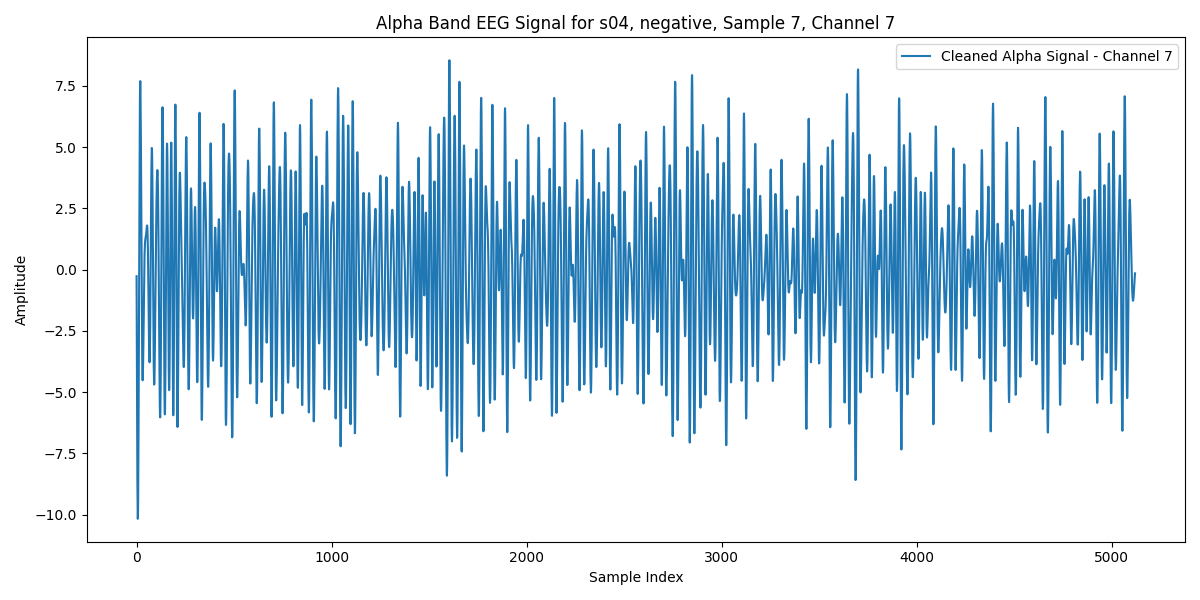 Alpha Band EEG Signal for s04, negative, Sample 7, Channel 7
Cleaned Alpha Signal - Channel 7
Amplitude
7.5
5.0
2.5
0.0
−2.5
−5.0
−7.5
−10.0
0 1000 2000 3000 4000 5000
Sample Index